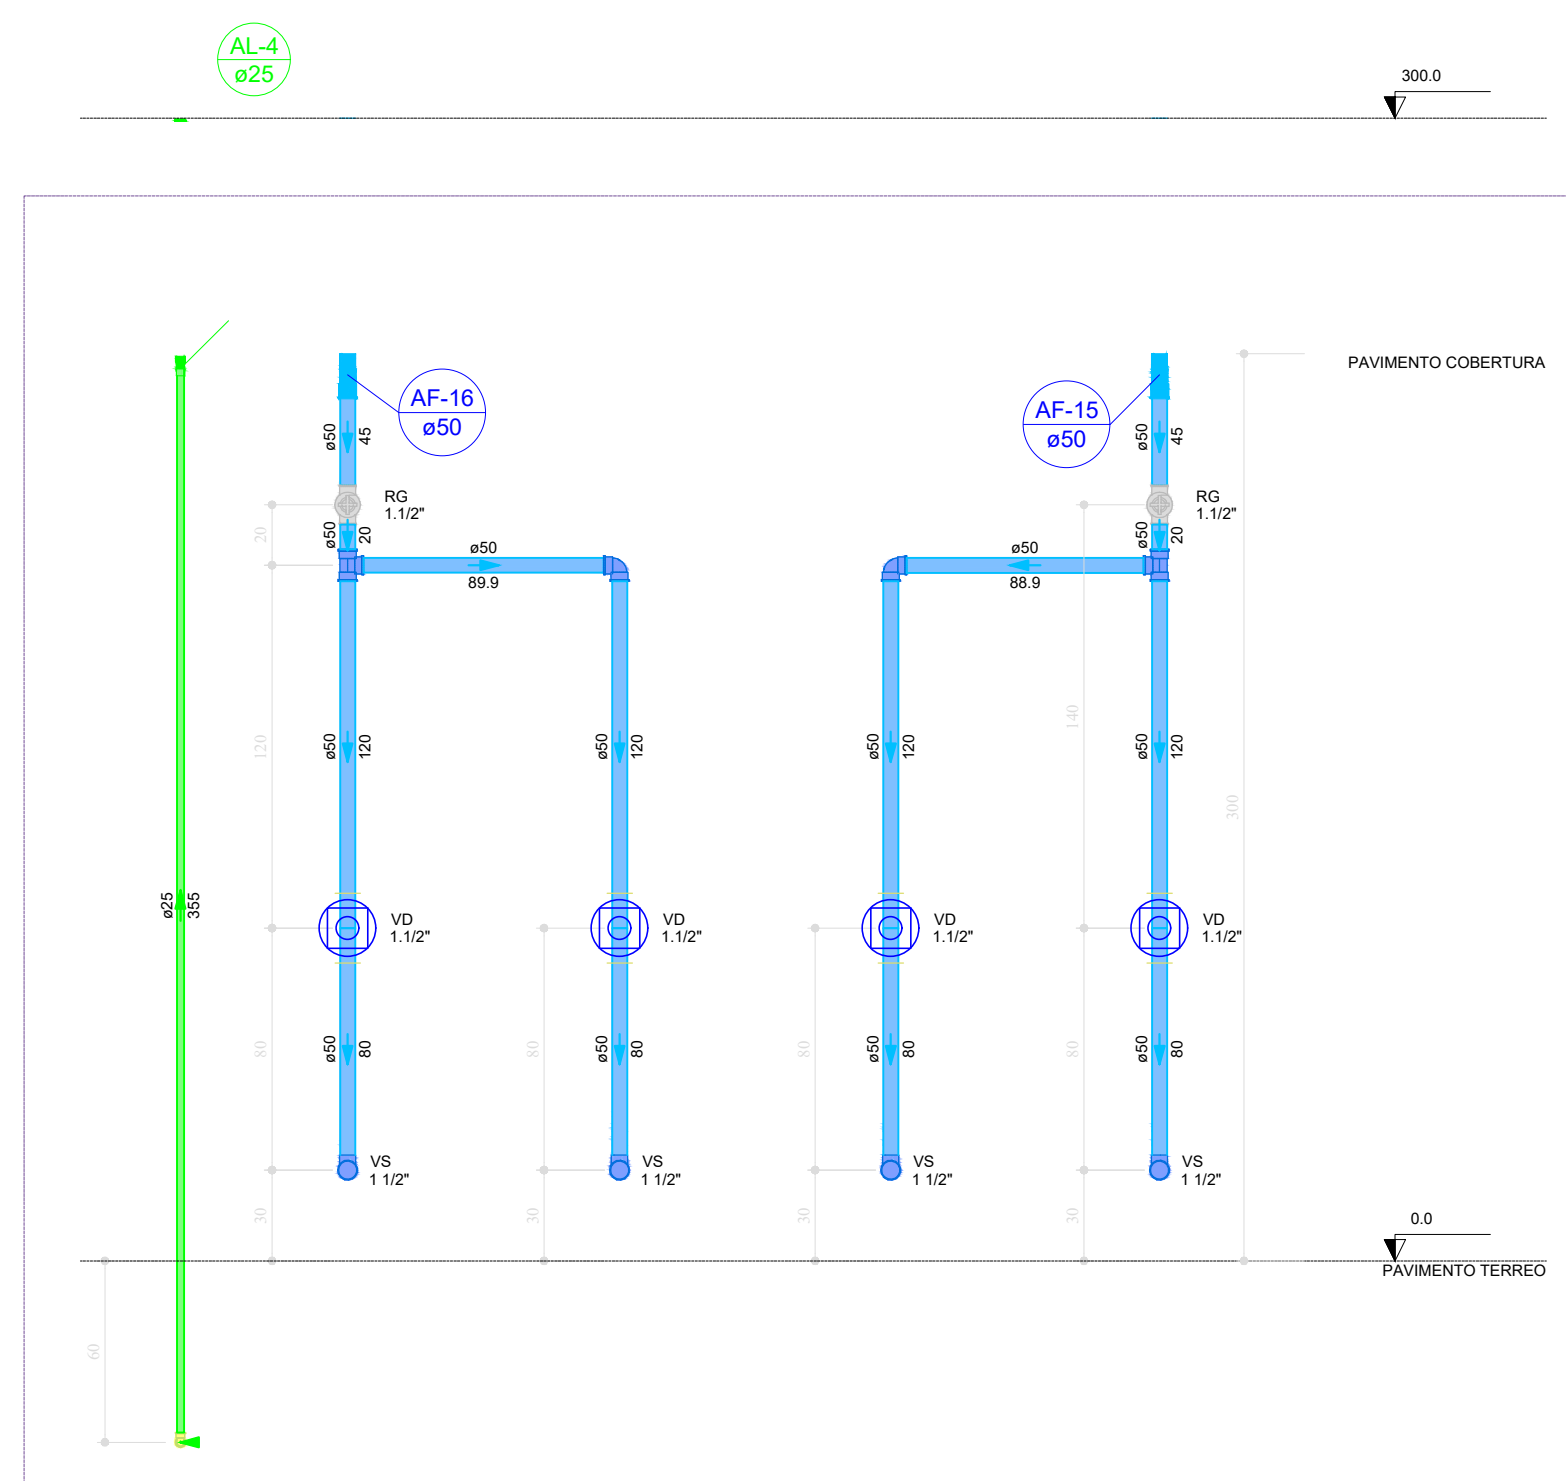 AL-4
ø25
300.0
PAVIMENTO COBERTURA
AF-16
ø50
AF-15
ø50
ø50
45
ø50
45
RG
1.1/2"
RG
1.1/2"
20
ø50
20
ø50
20
ø50
89.9
ø50
88.9
120
ø50
120
ø50
120
ø50
120
140
ø50
120
300
ø25
355
VD
1.1/2"
VD
1.1/2"
VD
1.1/2"
VD
1.1/2"
80
ø50
80
80
ø50
80
80
ø50
80
80
ø50
80
VS
1 1/2"
VS
1 1/2"
VS
1 1/2"
VS
1 1/2"
30
30
30
30
0.0
PAVIMENTO TERREO
60